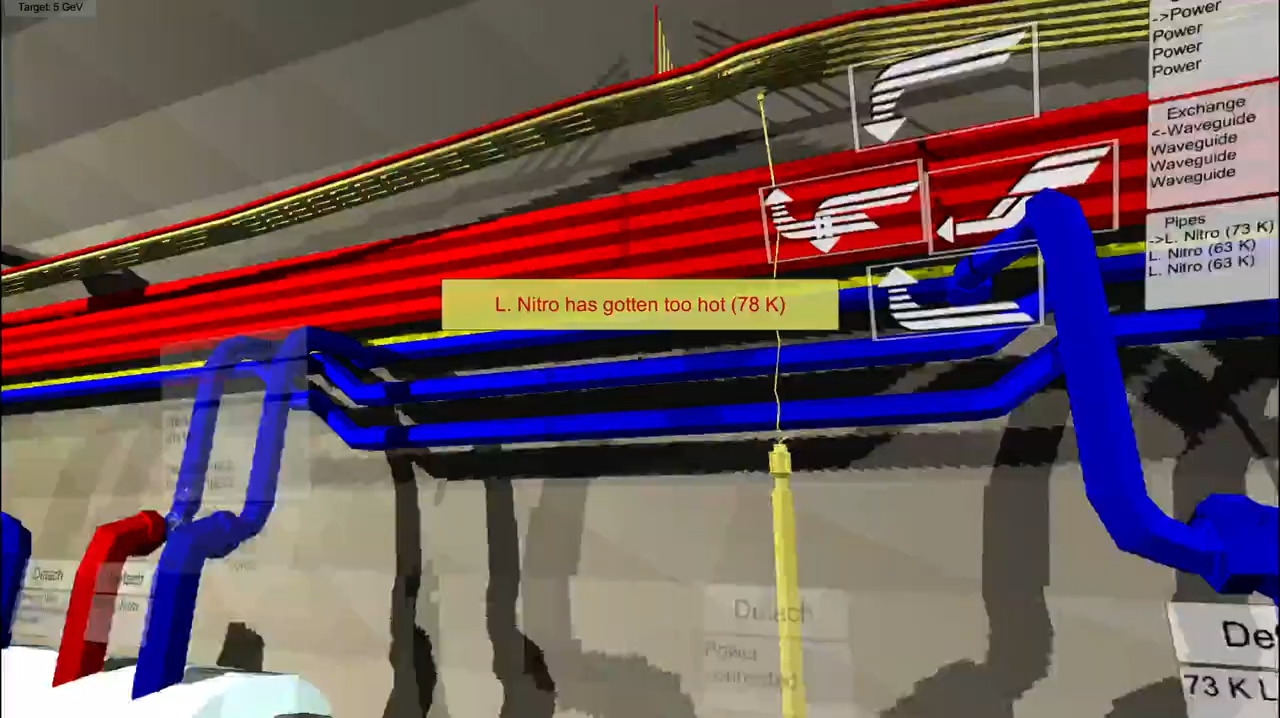 Target: 5 GeV
->Power
Power
Power
Power
Exchange
<-Waveguide
Waveguide
Waveguide
Waveguide
Pipes
->L. Nitro (73 K)
L. Nitro (63 K)
L. Nitro (63 K)
L. Nitro has gotten too hot (78 K)
Detach
Detach
Power
connected
De
73 K L